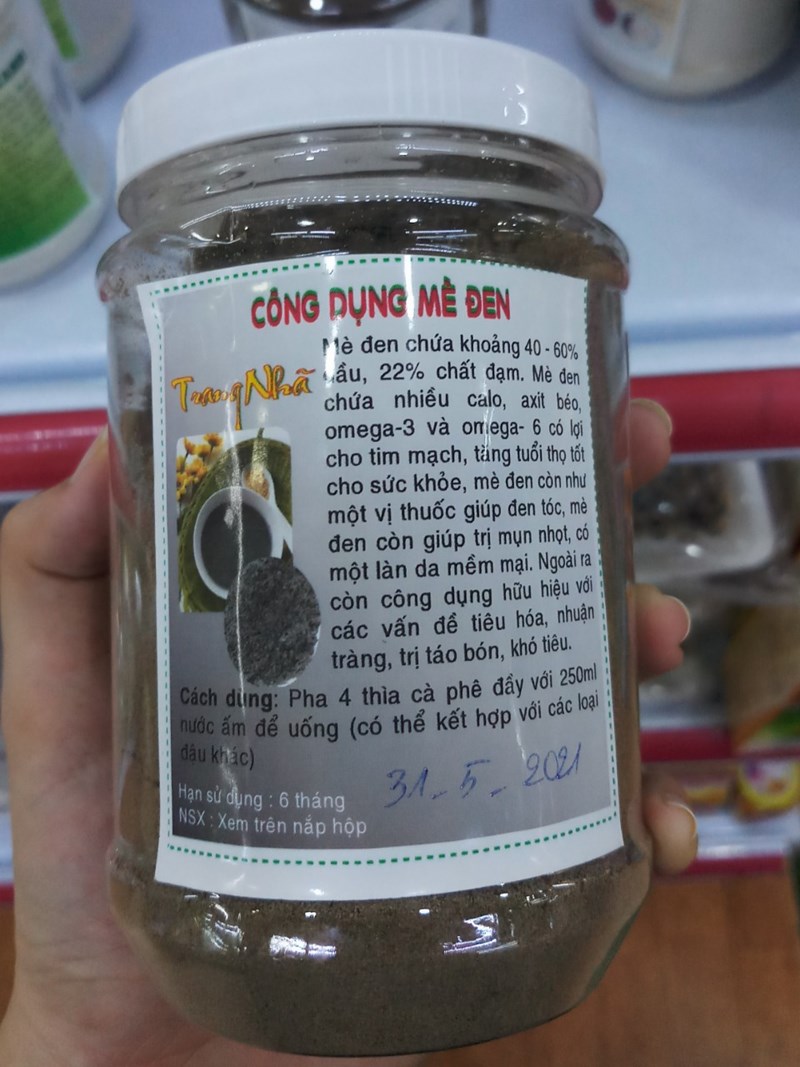 CÔNG DỤNG MÈ ĐEN
Trang Nhã
Mè đen chứa khoảng 40 - 60%
dầu, 22% chất đạm. Mè đen
chứa nhiều calo, axit béo,
omega-3 và omega- 6 có lợi
cho tim mạch, tăng tuổi thọ tốt
cho sức khỏe, mè đen còn như
một vị thuốc giúp đen tóc, mè
đen còn giúp trị mụn nhọt, có
một làn da mềm mại. Ngoài ra
còn công dụng hữu hiệu với
các vấn đề tiêu hóa, nhuận
tràng, trị táo bón, khó tiêu.
Cách dùng: Pha 4 thìa cà phê đầy với 250ml
nước ấm để uống (có thể kết hợp với các loại
đậu khác)
31-5-2021
Hạn sử dụng : 6 tháng
NSX : Xem trên nắp hộp